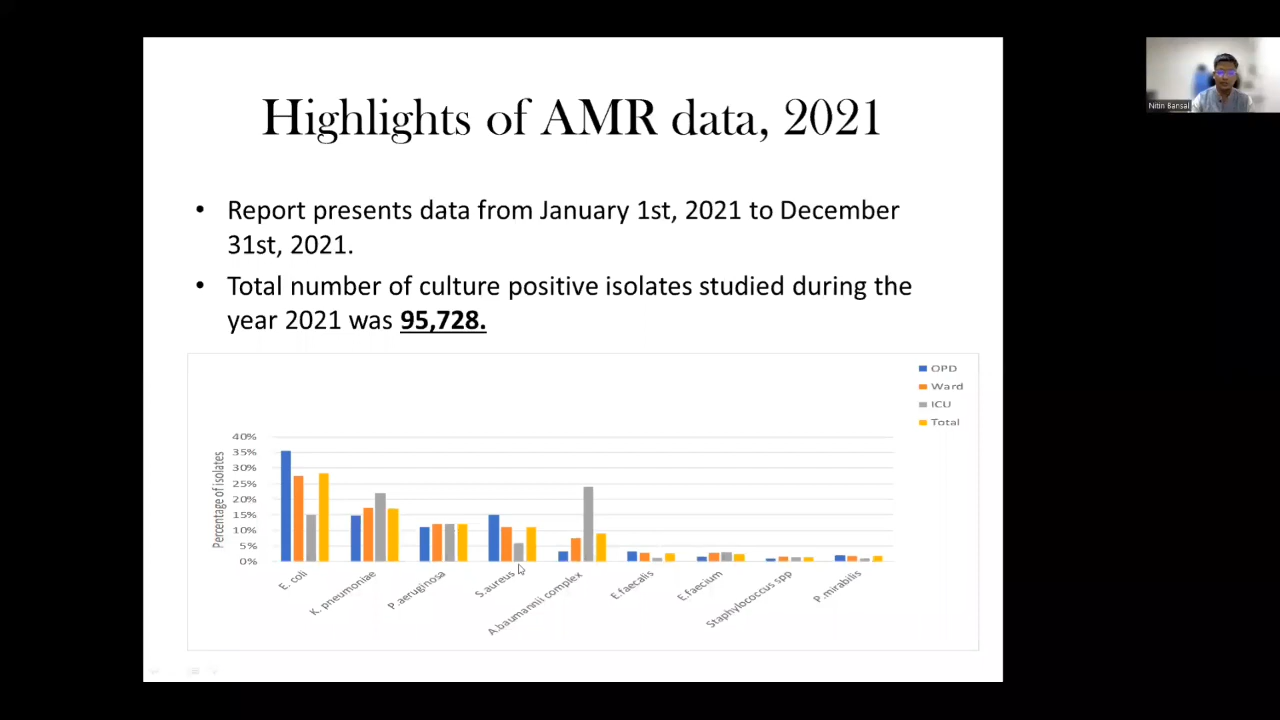 Highlights of AMR data, 2021
Nitin Bansal
• Report presents data from January 1st, 2021 to December
31st, 2021.
• Total number of culture positive isolates studied during the
year 2021 was 95,728.
OPD
Ward
ICU
Total
Percentage of isolates
40%
35%
30%
25%
20%
15%
10%
5%
0%
E. coli
K. pneumoniae
P.aeruginosa
S.aureus
A.baumannii complex
E.faecalis
E.faecium
Staphylococcus spp
P.mirabilis